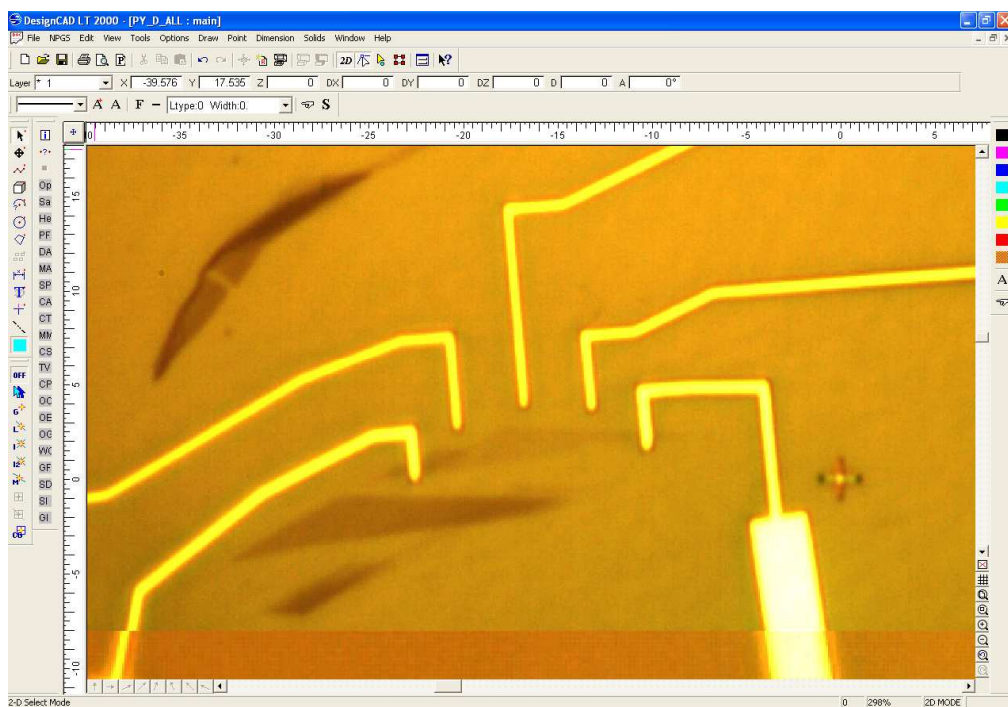 DesignCAD LT 2000 - [PY_D_ALL : main]
File NPGS Edit View Tools Options Draw Point Dimension Solids Window Help
P 2D
Layer * 1 X -39.576 Y 17.535 Z 0 DX 0 DY 0 DZ 0 D 0 A 0°
A A F Ltype:0 Width:0. S
0 -35 -30 -25 -20 -15 -10 -5 0 5
15
10
5
0
-5
-10
Op
Sa
He
PF
DA
MA
SP
CA
CT
MM
CS
TV
CP
OC
OE
OG
WC
GF
SD
SI
GI
T
OFF
G
L
I
I2
M
CG
A
2-D Select Mode 0 298% 2D MODE